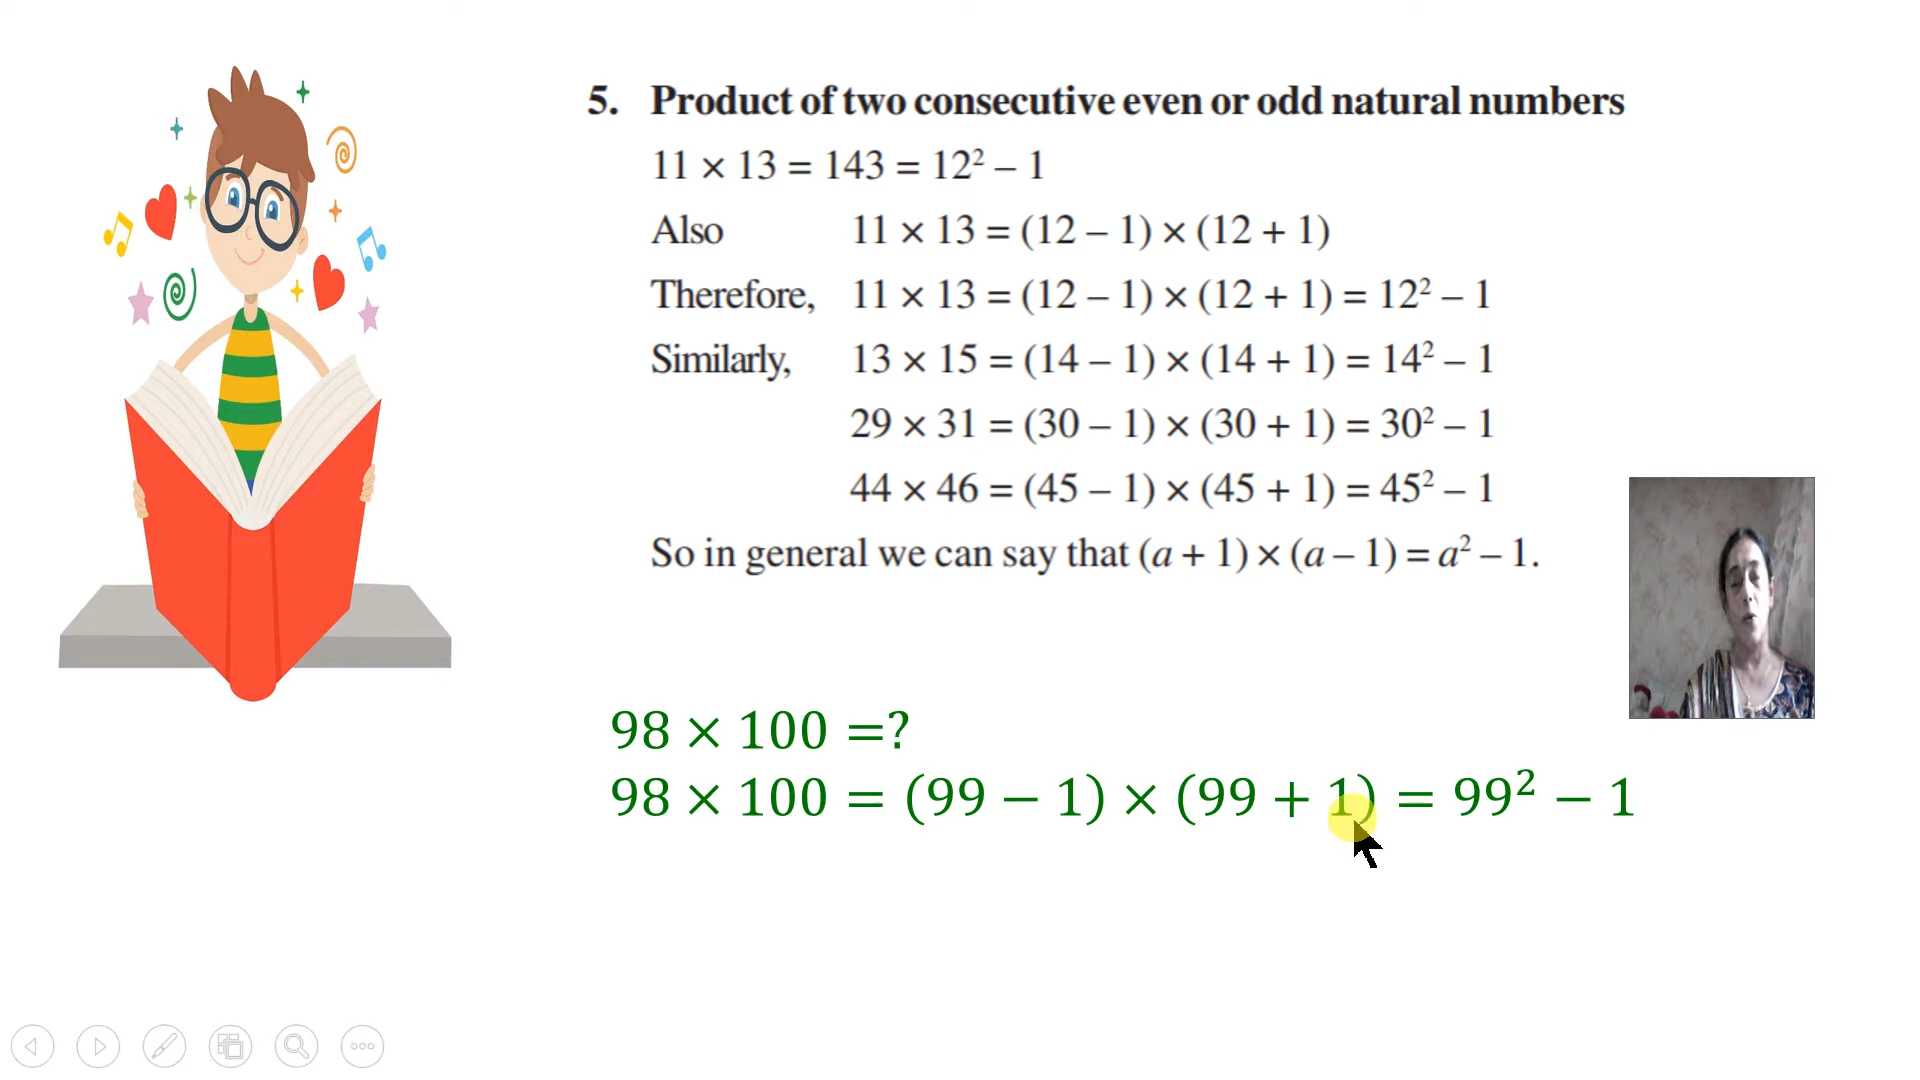 5. Product of two consecutive even or odd natural numbers
11 × 13 = 143 = 12² – 1
Also 11 × 13 = (12 – 1) × (12 + 1)
Therefore, 11 × 13 = (12 – 1) × (12 + 1) = 12² – 1
Similarly, 13 × 15 = (14 – 1) × (14 + 1) = 14² – 1
29 × 31 = (30 – 1) × (30 + 1) = 30² – 1
44 × 46 = (45 – 1) × (45 + 1) = 45² – 1
So in general we can say that (a + 1) × (a – 1) = a² – 1.
98 × 100 =?
98 × 100 = (99 − 1) × (99 + 1) = 99² − 1